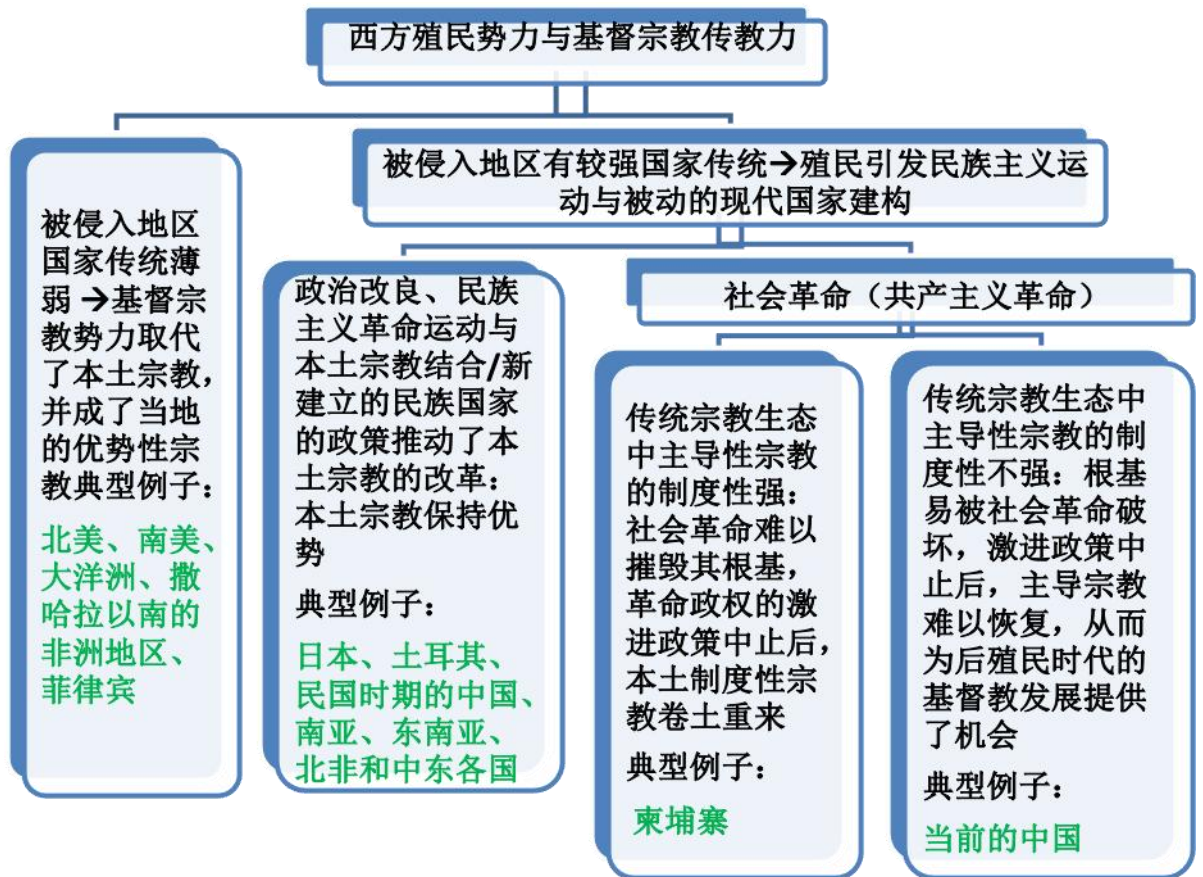 西方殖民势力与基督宗教传教力
被侵入地区有较强国家传统→殖民引发民族主义运
动与被动的现代国家建构
被侵入地区
国家传统薄
弱→基督宗
教势力取代
了本土宗教，
并成了当地
的优势性宗
教典型例子：
北美、南美、
大洋洲、撒
哈拉以南的
非洲地区、
菲律宾
政治改良、民族
主义革命运动与
本土宗教结合/新
建立的民族国家
的政策推动了本
土宗教的改革：
本土宗教保持优
势
典型例子：
日本、土耳其、
民国时期的中国、
南亚、东南亚、
北非和中东各国
社会革命（共产主义革命）
传统宗教生态
中主导性宗教
的制度性强：
社会革命难以
摧毁其根基，
革命政权的激
进政策中止后，
本土制度性宗
教卷土重来
典型例子：
柬埔寨
传统宗教生态中
主导性宗教的制
度性不强：根基
易被社会革命破
坏，激进政策中
止后，主导宗教
难以恢复，从而
为后殖民时代的
基督教发展提供
了机会
典型例子：
当前的中国